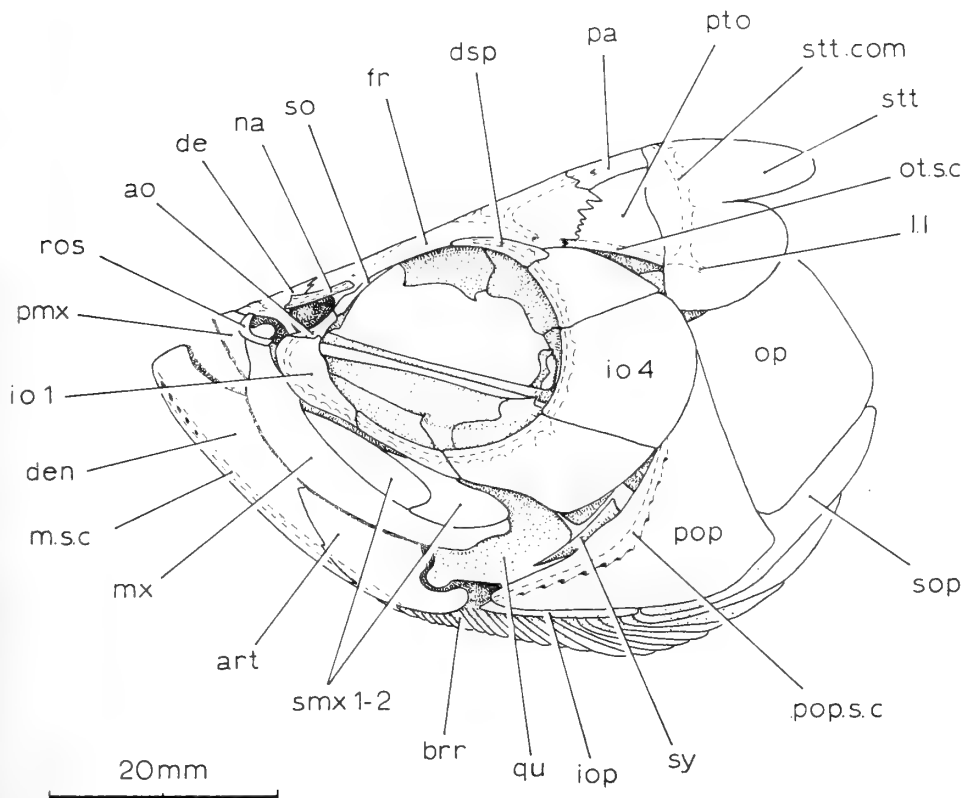 pto
pa
stt.com
dsp
stt
fr
so
na
de
ot.s.c
ao
l.l
ros
pmx
op
io 4
io 1
den
m.s.c
pop
sop
mx
art
smx 1-2
pop.s.c
brr
qu
iop
sy
20mm